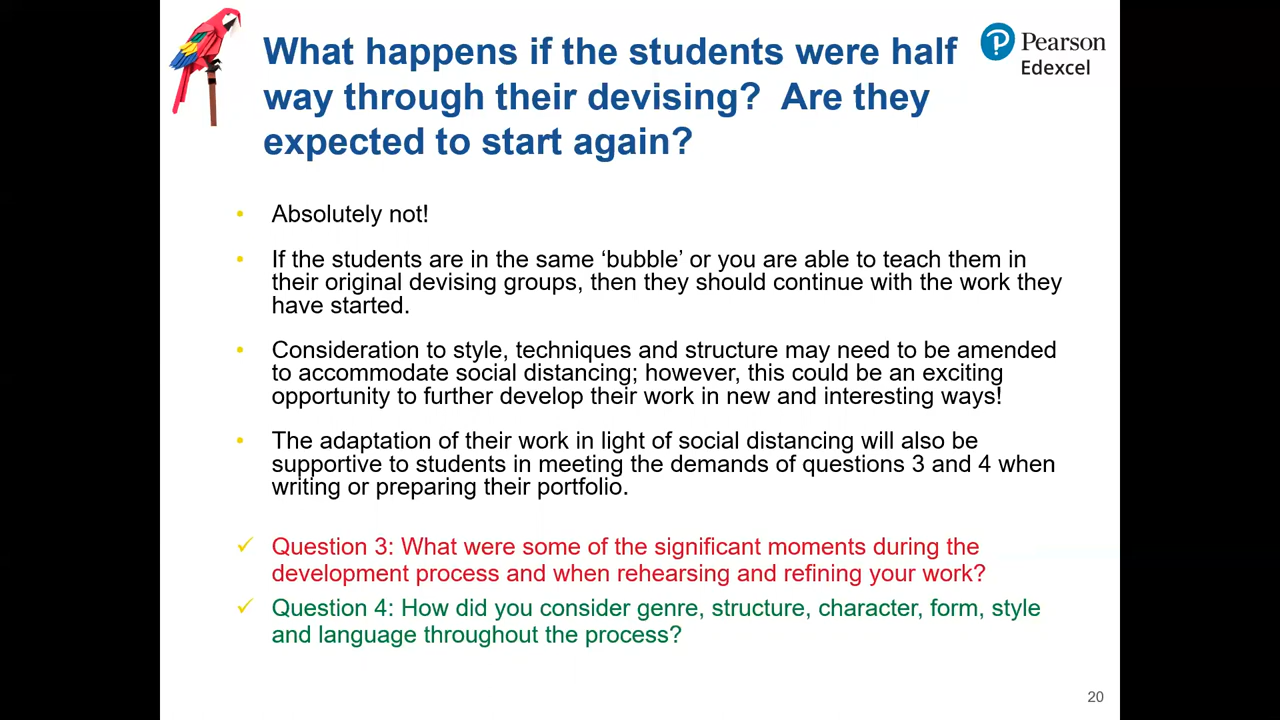 What happens if the students were half
way through their devising?  Are they
expected to start again?
Pearson
Edexcel
• Absolutely not!
• If the students are in the same ‘bubble’ or you are able to teach them in
their original devising groups, then they should continue with the work they
have started.
• Consideration to style, techniques and structure may need to be amended
to accommodate social distancing; however, this could be an exciting
opportunity to further develop their work in new and interesting ways!
• The adaptation of their work in light of social distancing will also be
supportive to students in meeting the demands of questions 3 and 4 when
writing or preparing their portfolio.
✓ Question 3: What were some of the significant moments during the
development process and when rehearsing and refining your work?
✓ Question 4: How did you consider genre, structure, character, form, style
and language throughout the process?
20